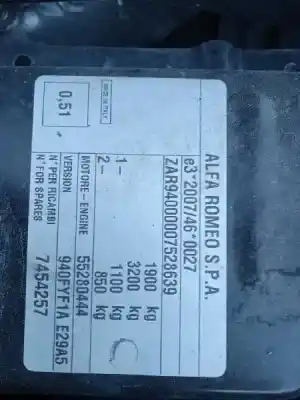 ALFA ROMEO S.P.A.
e3*2007/46*0027
ZAR94000007528639
1900 kg
3200 kg
1- 1100 kg
2- 850 kg
MOTORE-ENGINE 55280444
VERSION 940FYF1A E29A5
N° PER RICAMBI
N° FOR SPARES 7454257
MADE IN ITALY
0,51